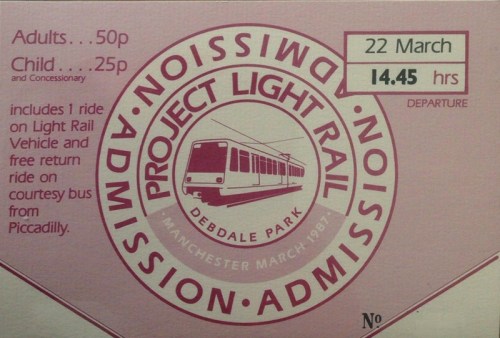 Adults...50p
Child....25p
and Concessionary
includes 1 ride
on Light Rail
Vehicle and
free return
ride on
courtesy bus
from
Piccadilly.
ADMISSION • ADMISSION • ADMISSION •
PROJECT LIGHT RAIL
DEBDALE PARK
• MANCHESTER MARCH 1987 •
22 March
14.45 hrs
DEPARTURE
No